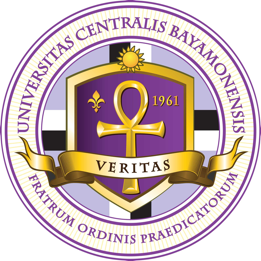 UNIVERSITAS CENTRALIS BAYAMONENSIS
1961
VERITAS
FRATRUM ORDINIS PRAEDICATORUM